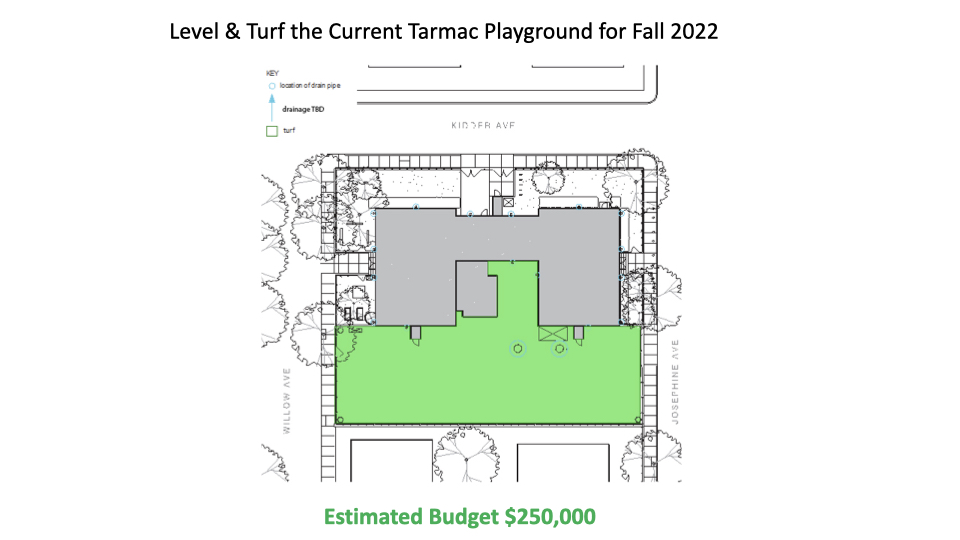 Level & Turf the Current Tarmac Playground for Fall 2022
KEY
location of drain pipe
drainage TBD
turf
KIDDER AVE
WILLOW AVE
JOSEPHINE AVE
Estimated Budget $250,000